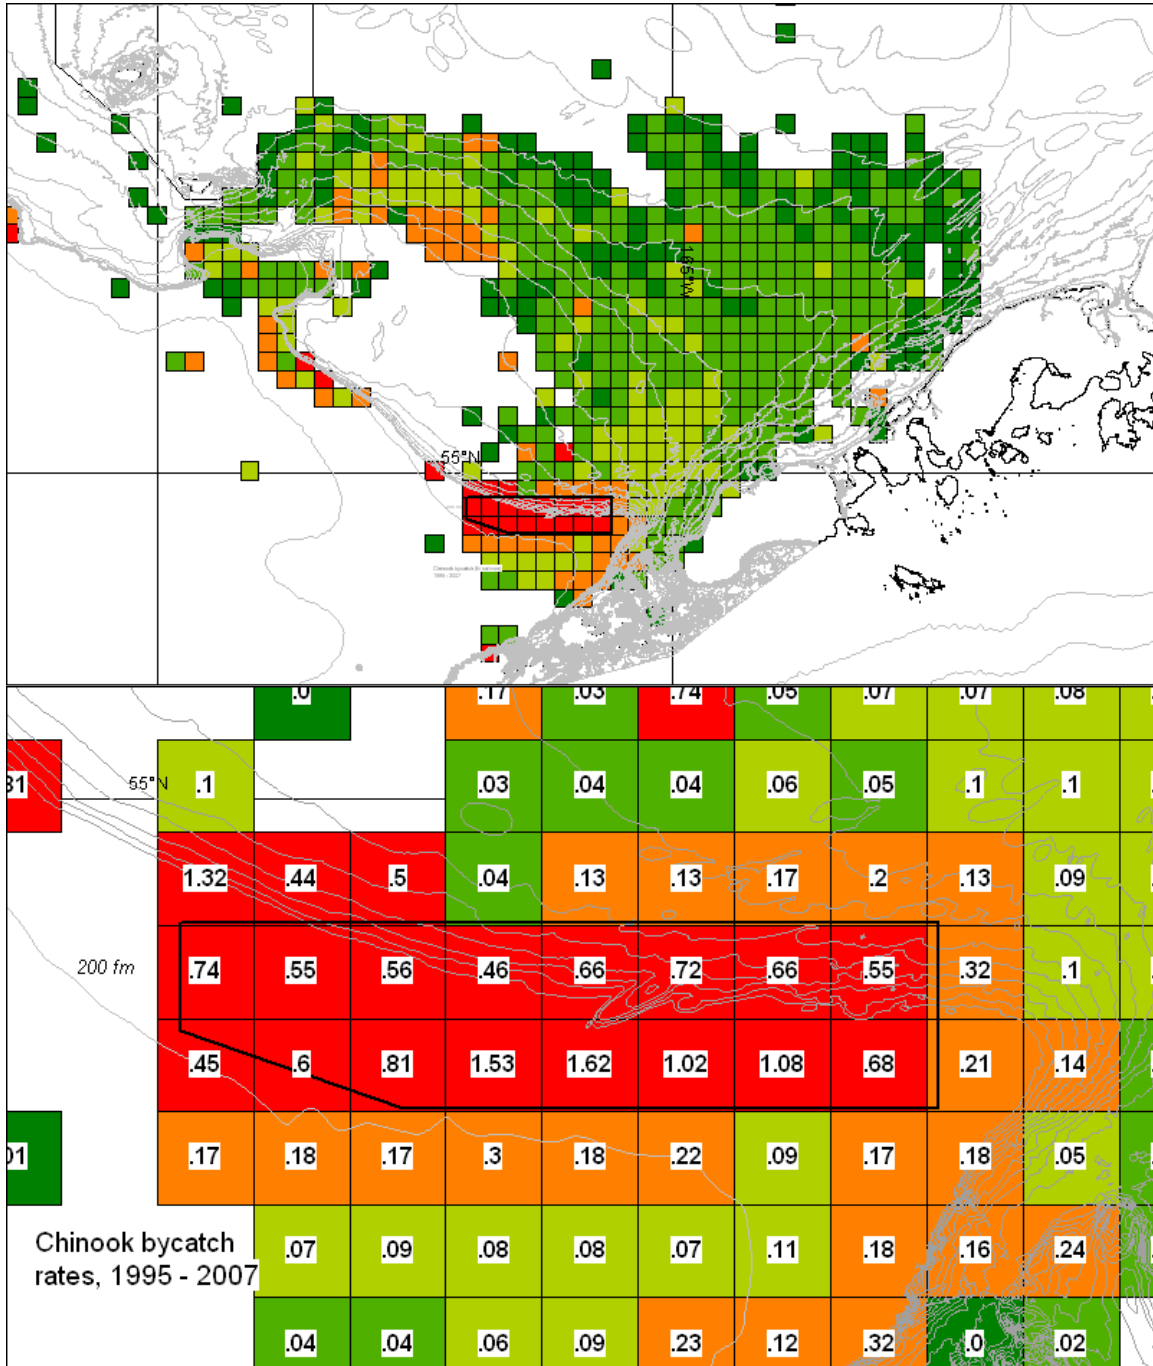 165°W
55°N
Chinook bycatch
1995 - 2007
.0 .17 .03 .74 .05 .07 .07 .08
31 55°N .1 .03 .04 .04 .06 .05 .1 .1
1.32 .44 .5 .04 .13 .13 .17 .2 .13 .09
200 fm .74 .55 .56 .46 .66 .72 .66 .55 .32 .1
.45 .6 .81 1.53 1.62 1.02 1.08 .68 .21 .14
01 .17 .18 .17 .3 .18 .22 .09 .17 .18 .05
.07 .09 .08 .08 .07 .11 .18 .16 .24
Chinook bycatch
rates, 1995 - 2007
.04 .04 .06 .09 .23 .12 .32 .0 .02